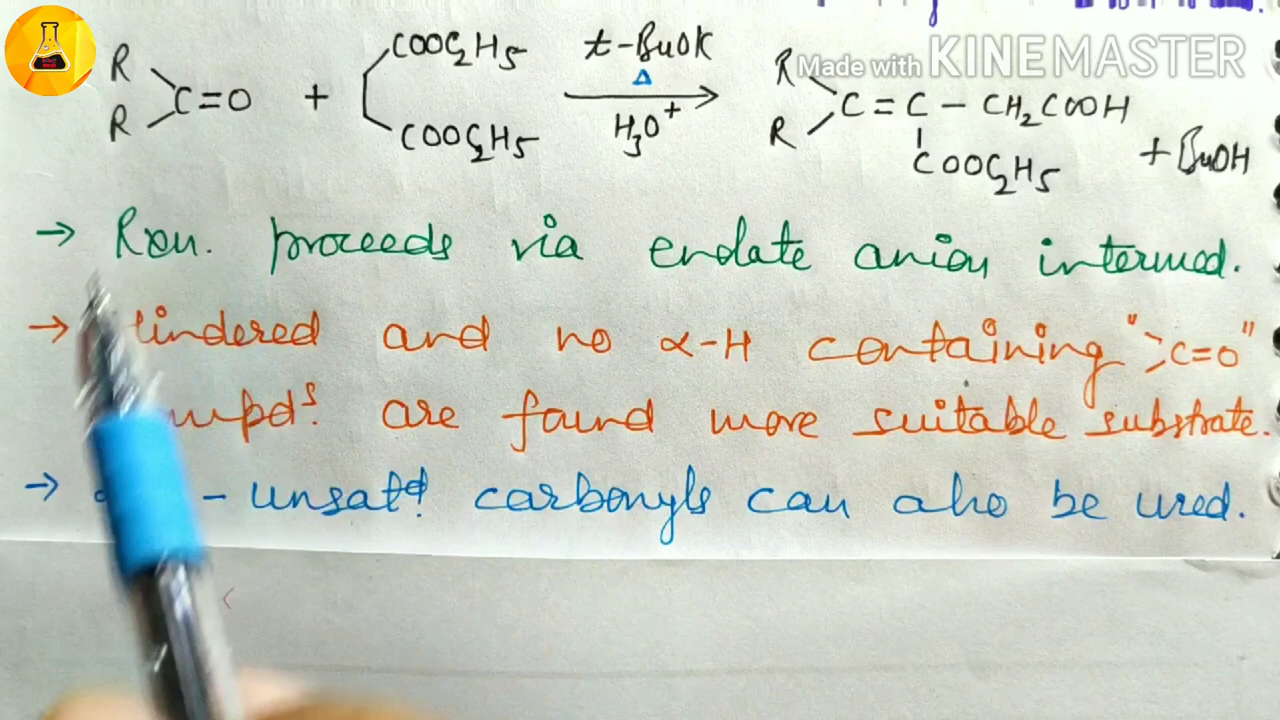 Made with KINEMASTER
R R C=O + COOC2H5 COOC2H5 t-BuOK Δ H3O+ R R C=C-CH2COOH COOC2H5 + BuOH
→ Rxn. proceeds via enolate anion intermed.
→ Hindered and no α-H containing ">C=O"
are found more suitable substrate.
→ -unsatd. carbonyls can also be used.